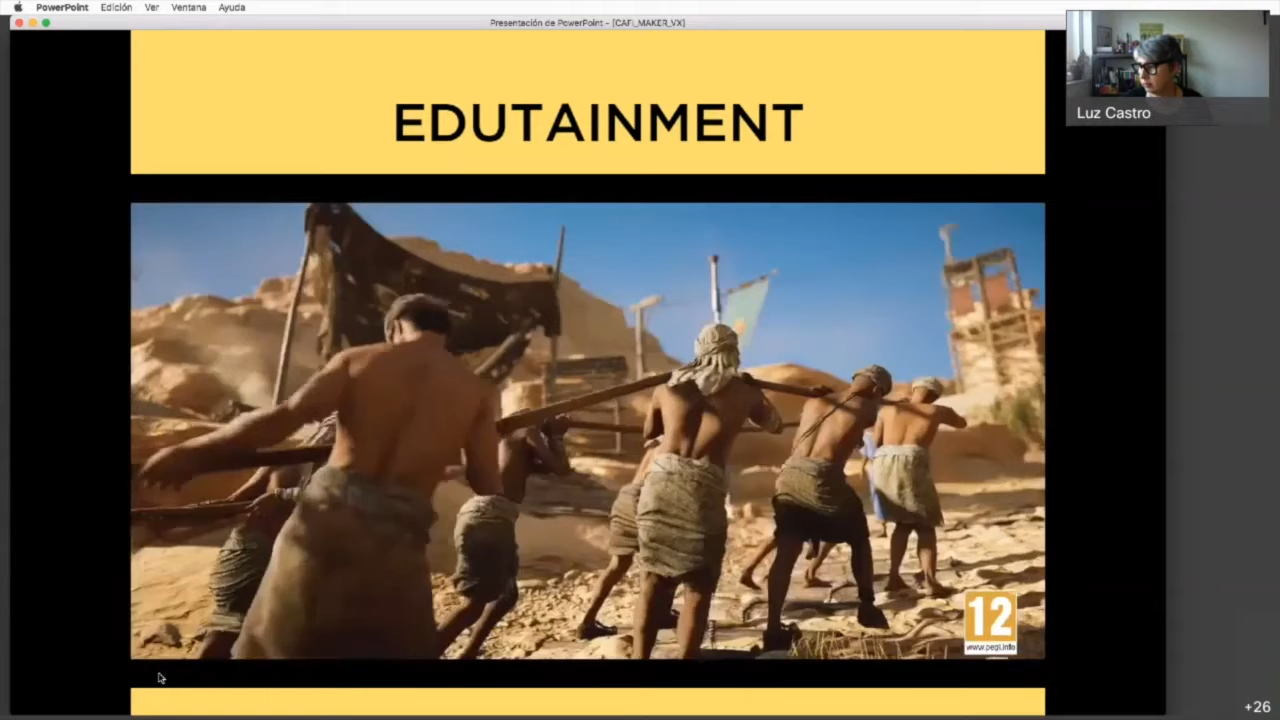 PowerPoint Edición Ver Ventana Ayuda
Presentación de PowerPoint - [CAFI_MAKER_VX]
Luz Castro
EDUTAINMENT
12
www.pegi.info
+26